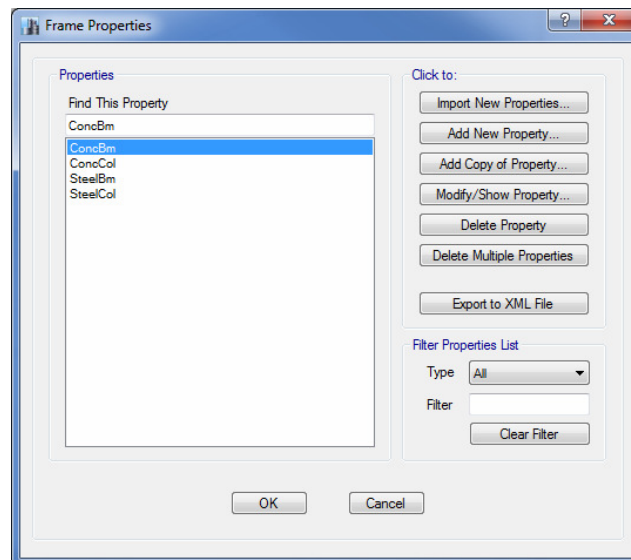 Frame Properties
Properties
Find This Property
ConcBm
ConcBm
ConcCol
SteelBm
SteelCol
Click to:
Import New Properties...
Add New Property...
Add Copy of Property...
Modify/Show Property...
Delete Property
Delete Multiple Properties
Export to XML File
Filter Properties List
Type All
Filter
Clear Filter
OK Cancel